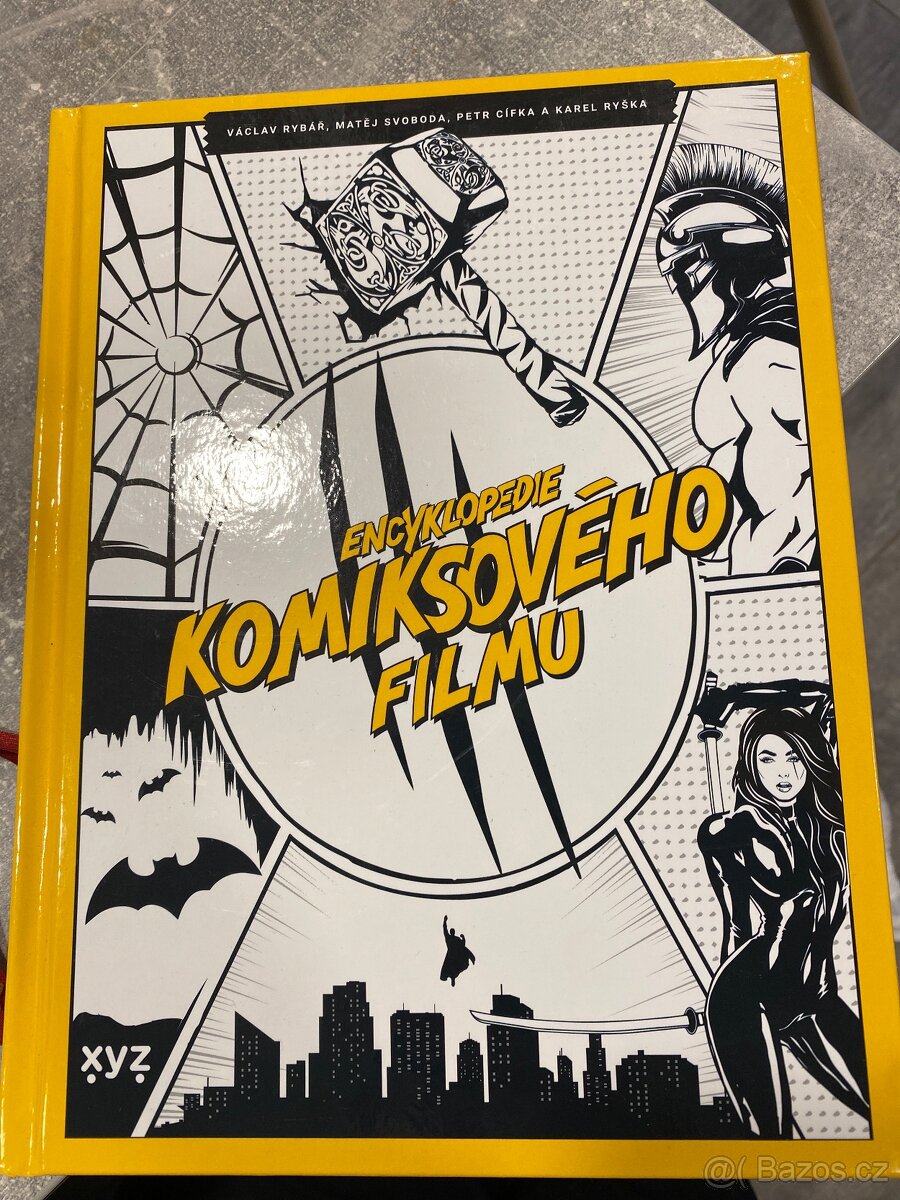 VÁCLAV RYBÁŘ, MATĚJ SVOBODA, PETR CÍFKA A KAREL RYŠKA
ENCYKLOPEDIE
KOMIKSOVÉHO
FILMU
xyz
@( Bazos.cz